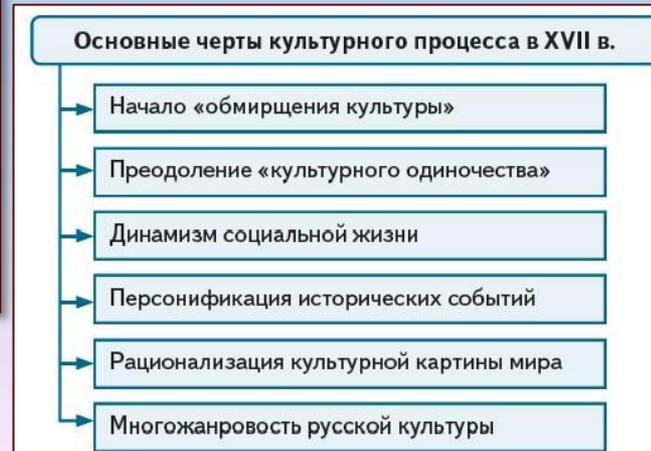 Основные черты культурного процесса в XVII в.
Начало «обмирщения культуры»
Преодоление «культурного одиночества»
Динамизм социальной жизни
Персонификация исторических событий
Рационализация культурной картины мира
Многожанровость русской культуры